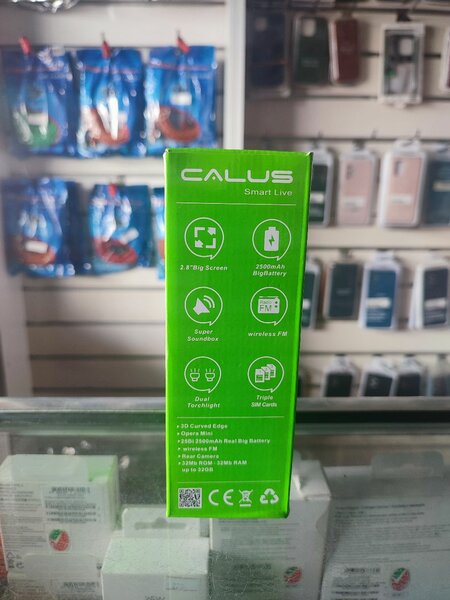 CALUS
Smart Live
2.8"Big Screen
2500mAh
BigBattery
Super
Soundbox
Radio
FM
wireless FM
Dual
Torchlight
Triple
SIM Cards
3D Curved Edge
Opera Mini
25Di 2500mAh Real Big Battery
wireless FM
Rear Camera
32Mb ROM · 32Mb RAM
up to 32GB
CE